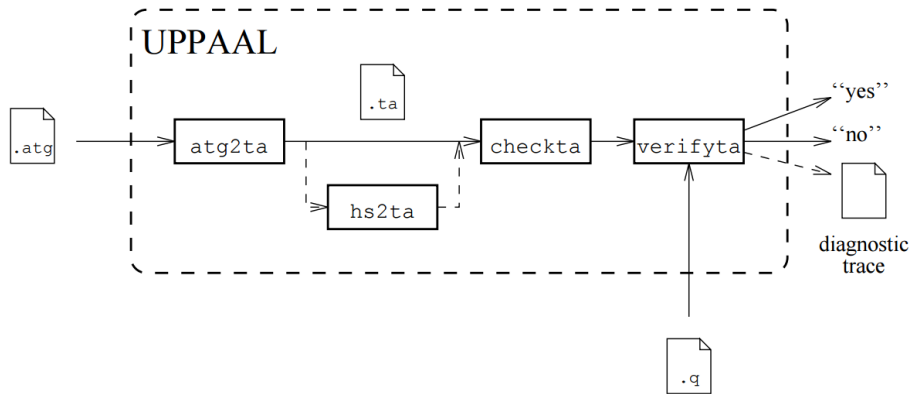 UPPAAL
.ta
.atg
atg2ta
checkta
verifyta
hs2ta
‘‘yes’’
‘‘no’’
diagnostic
trace
.q